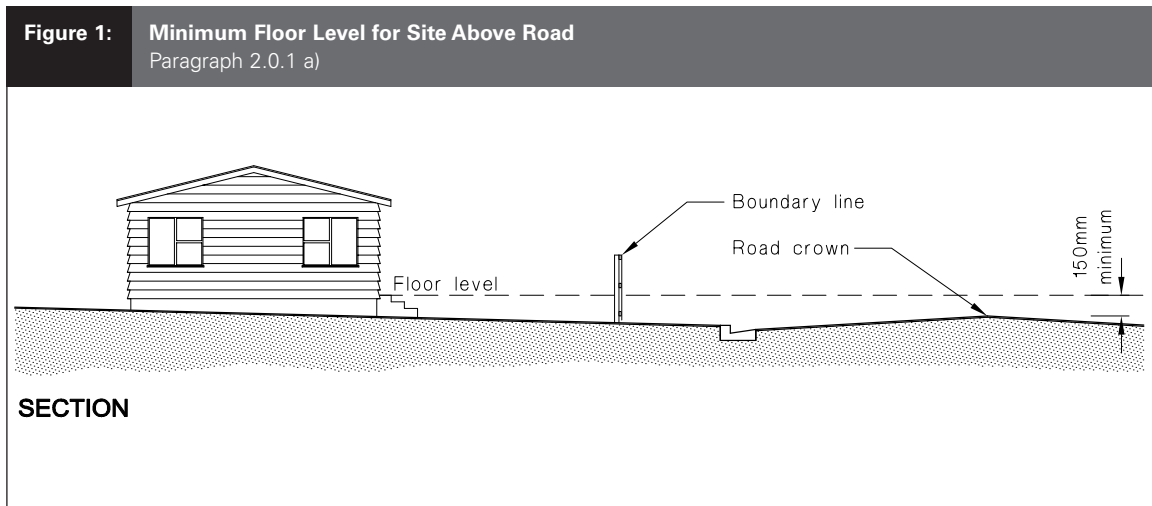 Figure 1:
Minimum Floor Level for Site Above Road
Paragraph 2.0.1 a)
Boundary line
Road crown
150mm
minimum
Floor level
SECTION